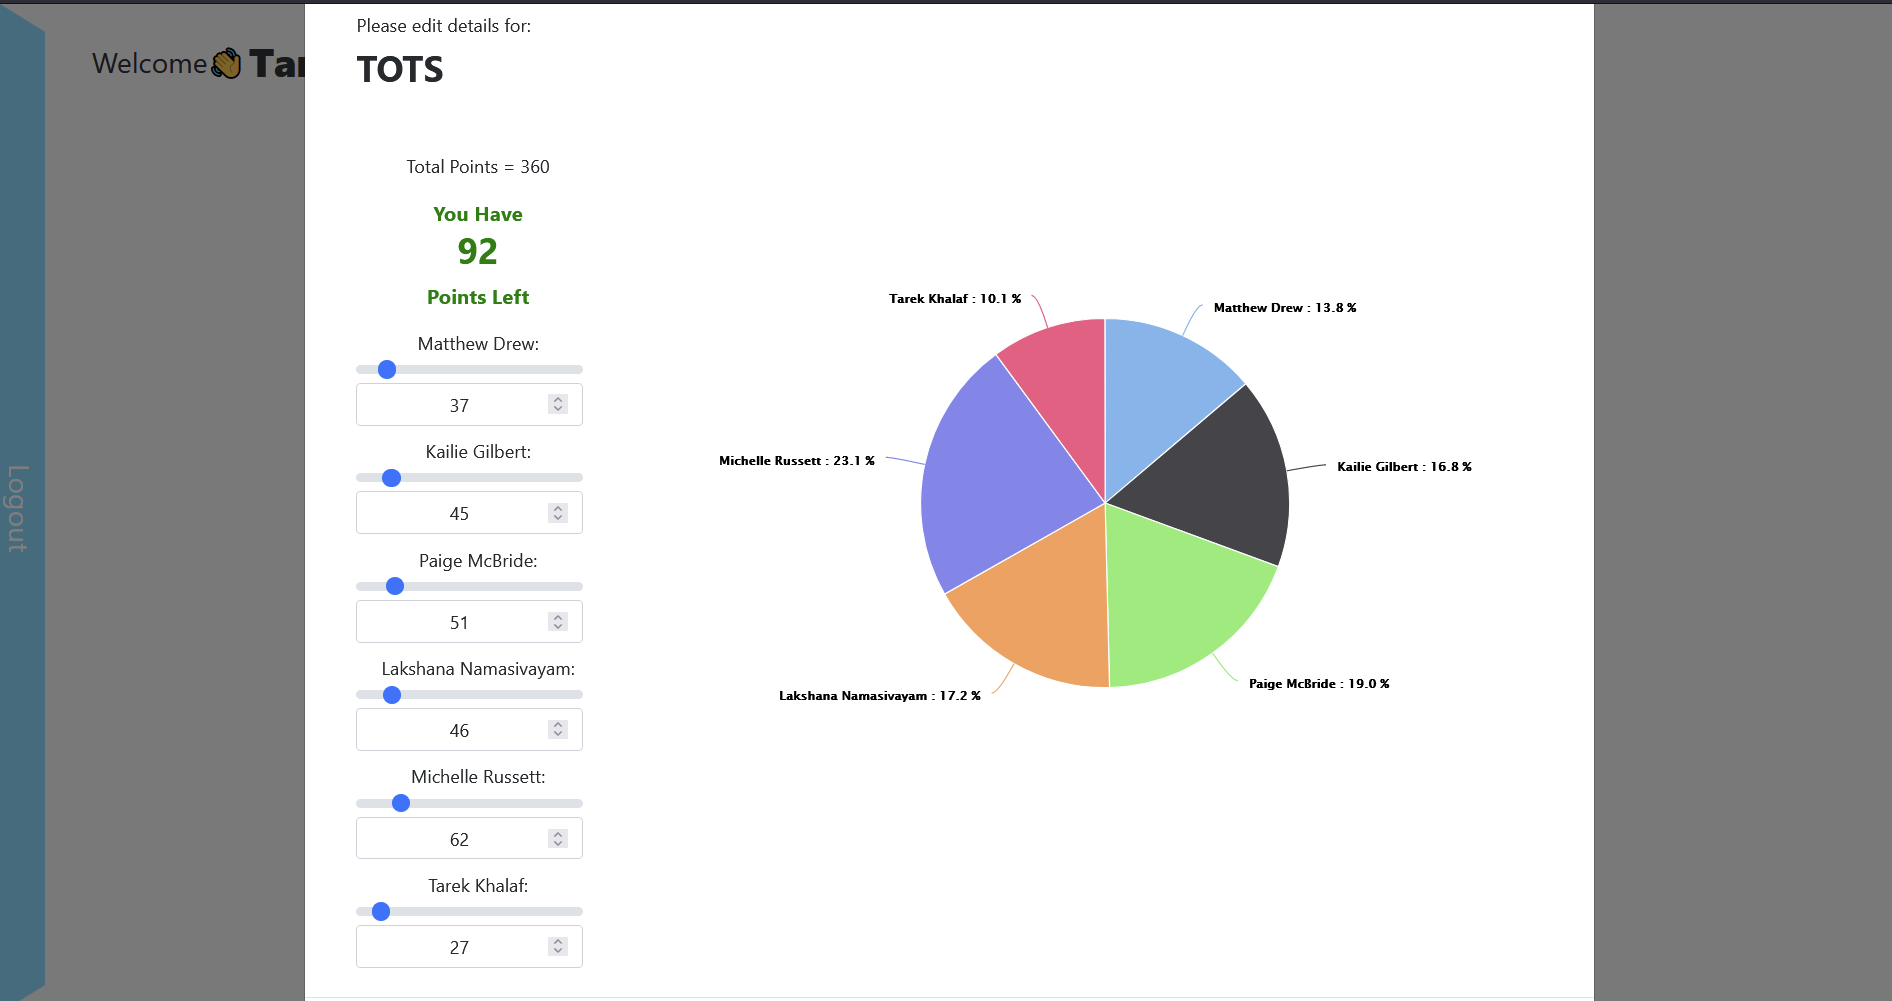 Please edit details for:
TOTS
Welcome👋 Tar
Logout
Total Points = 360
You Have
92
Points Left
Matthew Drew:
37
Kailie Gilbert:
45
Paige McBride:
51
Lakshana Namasivayam:
46
Michelle Russett:
62
Tarek Khalaf:
27
Tarek Khalaf : 10.1 %
Matthew Drew : 13.8 %
Michelle Russett : 23.1 %
Kailie Gilbert : 16.8 %
Lakshana Namasivayam : 17.2 %
Paige McBride : 19.0 %